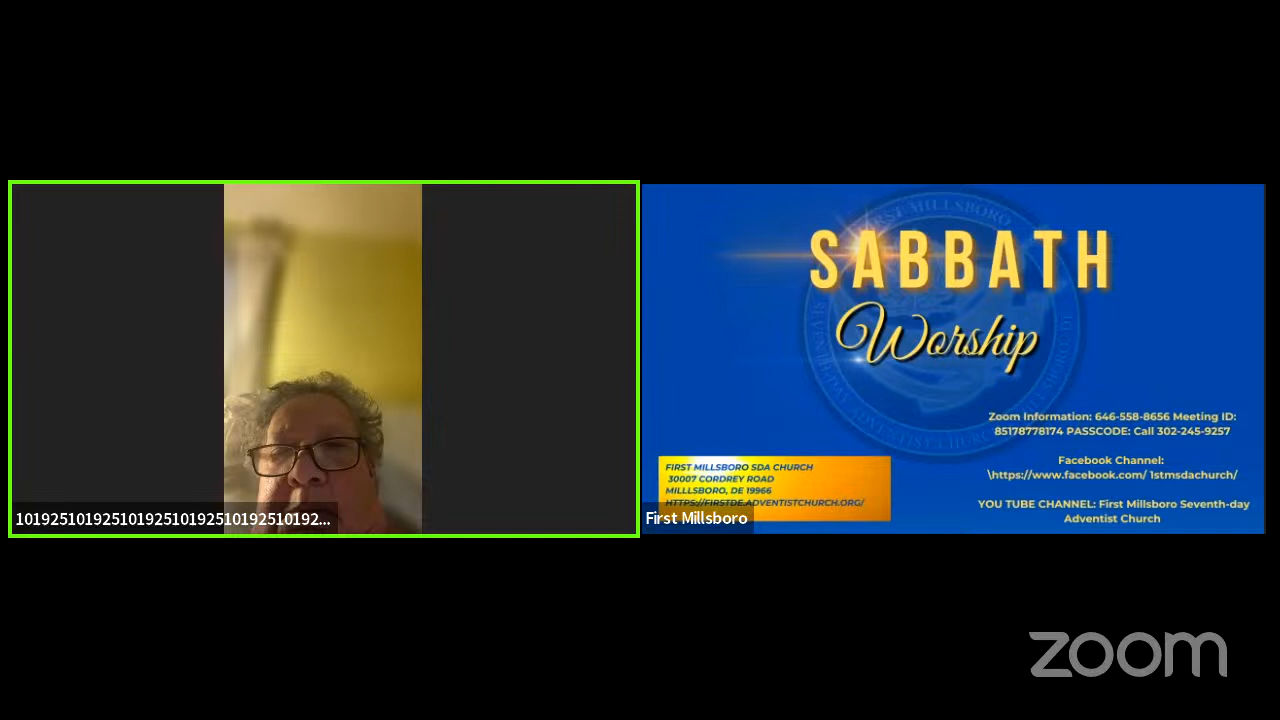 SABBATH
Worship
Zoom Information: 646-558-8656 Meeting ID:
85178778174 PASSCODE: Call 302-245-9257
Facebook Channel:
\https://www.facebook.com/ 1stmsdachurch/
YOU TUBE CHANNEL: First Millsboro Seventh-day
Adventist Church
FIRST MILLSBORO SDA CHURCH
30007 CORDREY ROAD
MILLLSBORO, DE 19966
HTTPS://FIRSTDE.ADVENTISTCHURCH.ORG/
10192510192510192510192510192510192...
First Millsboro
zoom